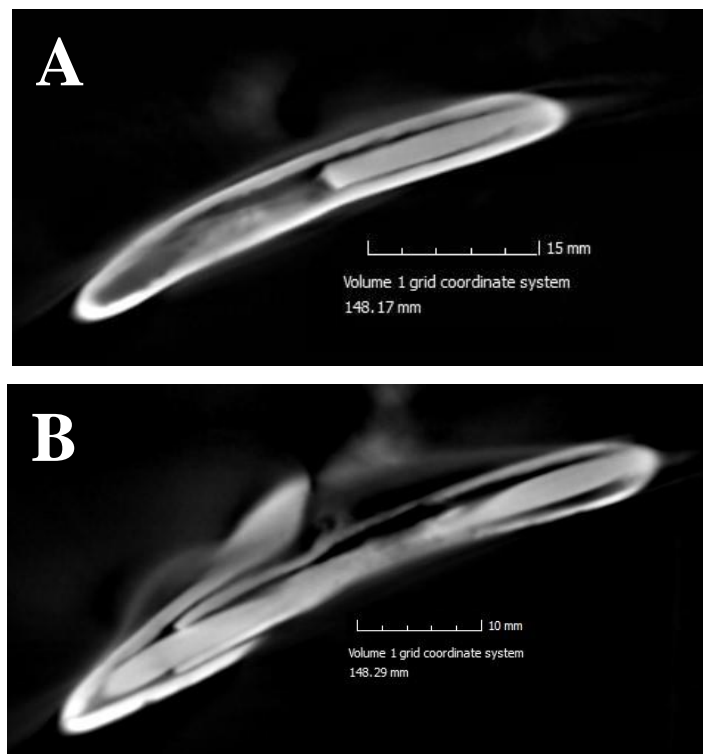 A
15 mm
Volume 1 grid coordinate system
148.17 mm
B
10 mm
Volume 1 grid coordinate system
148.29 mm